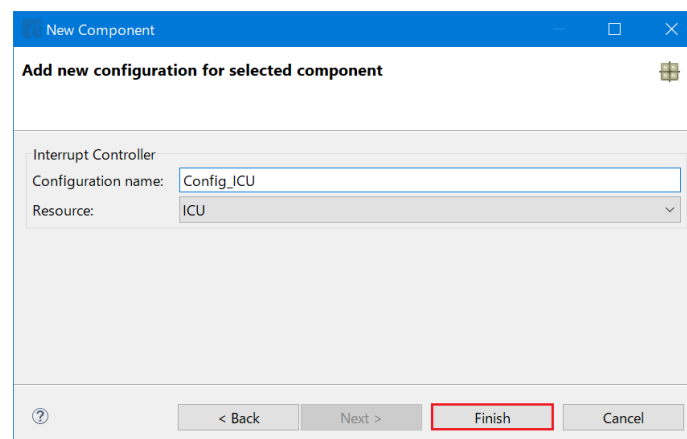 New Component
Add new configuration for selected component
Interrupt Controller
Configuration name: Config_ICU
Resource: ICU
? < Back Next > Finish Cancel